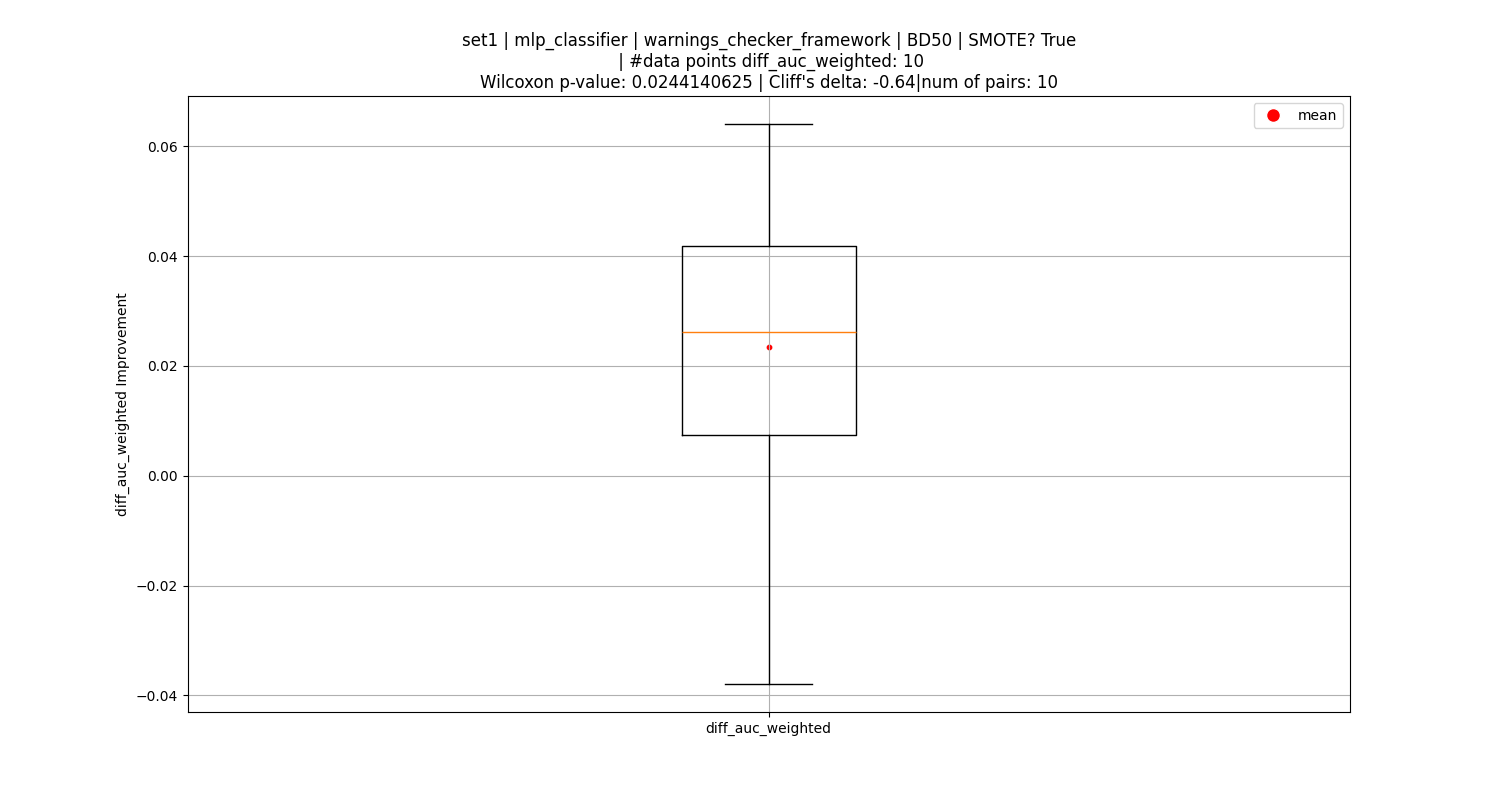 set1 | mlp_classifier | warnings_checker_framework | BD50 | SMOTE? True
| #data points diff_auc_weighted: 10
Wilcoxon p-value: 0.0244140625 | Cliff's delta: -0.64|num of pairs: 10
mean
0.06
0.04
0.02
0.00
−0.02
−0.04
diff_auc_weighted Improvement
diff_auc_weighted